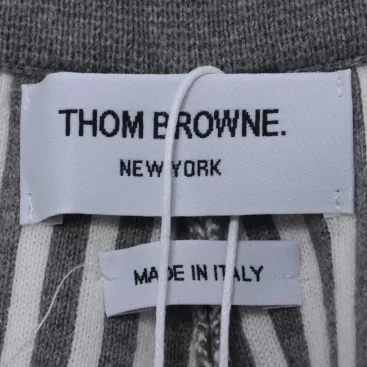 THOM BROWNE.
NEW YORK
MADE IN ITALY